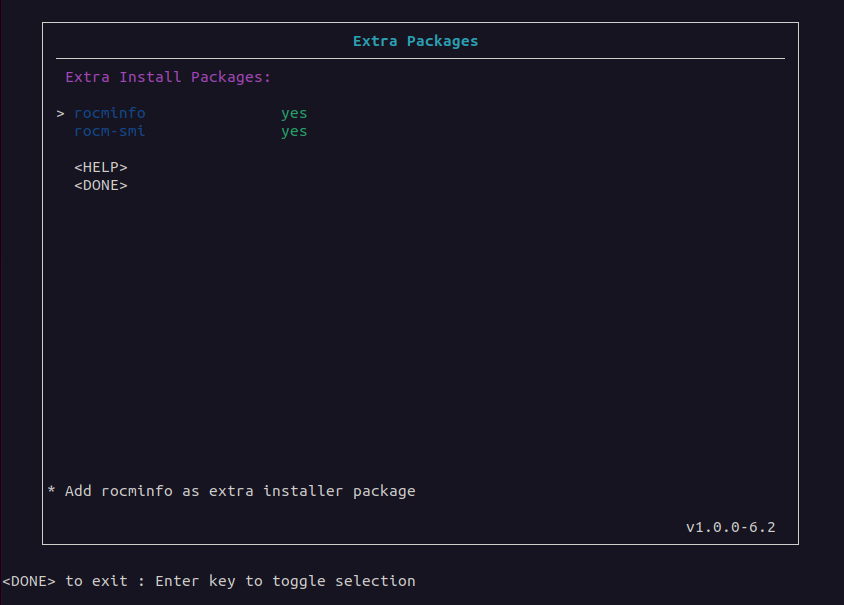 Extra Packages
Extra Install Packages:
> rocminfo yes
rocm-smi yes
<HELP>
<DONE>
* Add rocminfo as extra installer package
v1.0.0-6.2
<DONE> to exit : Enter key to toggle selection